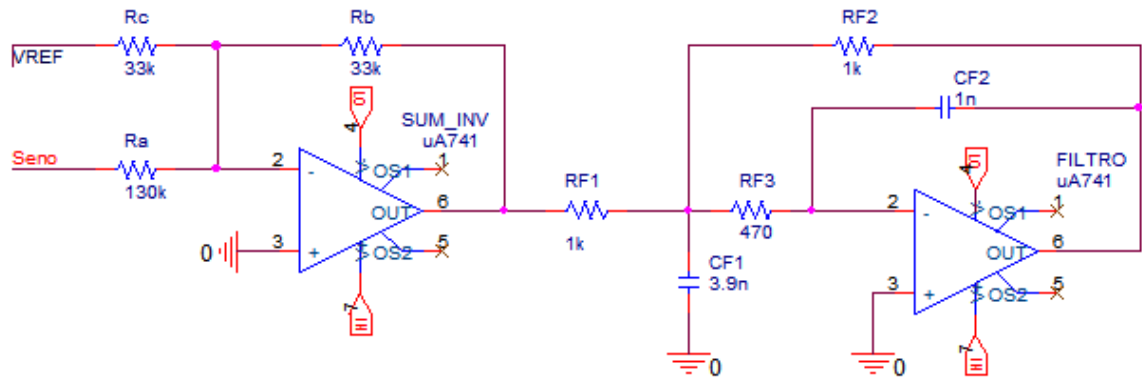 Rc
33k
VREF
Rb
33k
Seno
Ra
130k
SUM_INV
uA741
4
V-
OS1
1
2
-
OUT
6
3
+
0
OS2
5
7
V+
RF1
1k
RF2
1k
CF2
1n
RF3
470
CF1
3.9n
0
FILTRO
uA741
4
V-
OS1
1
2
-
OUT
6
3
+
OS2
5
7
V+
0